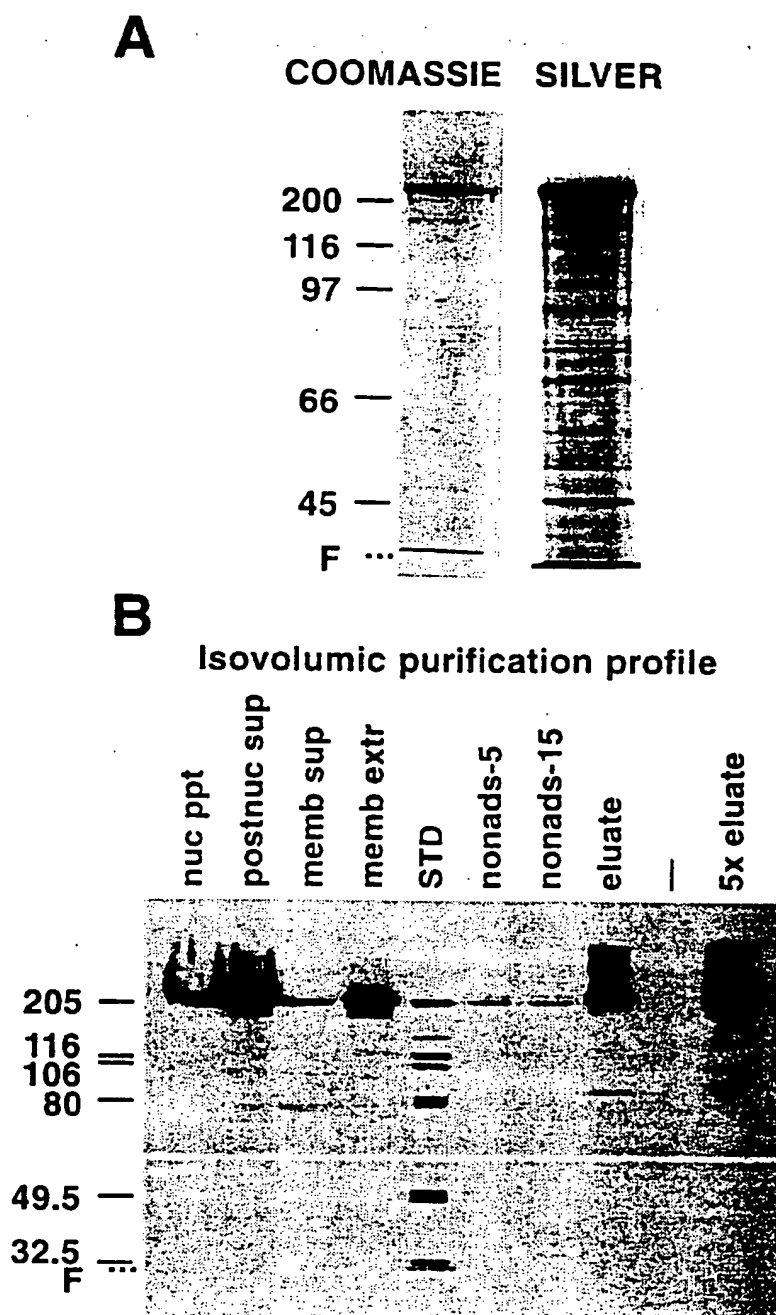 A
COOMASSIE SILVER
200
116
97
66
45
F
B
Isovolumic purification profile
nuc ppt
postnuc sup
memb sup
memb extr
STD
nonads-5
nonads-15
eluate
5x eluate
205
116
106
80
49.5
32.5
F